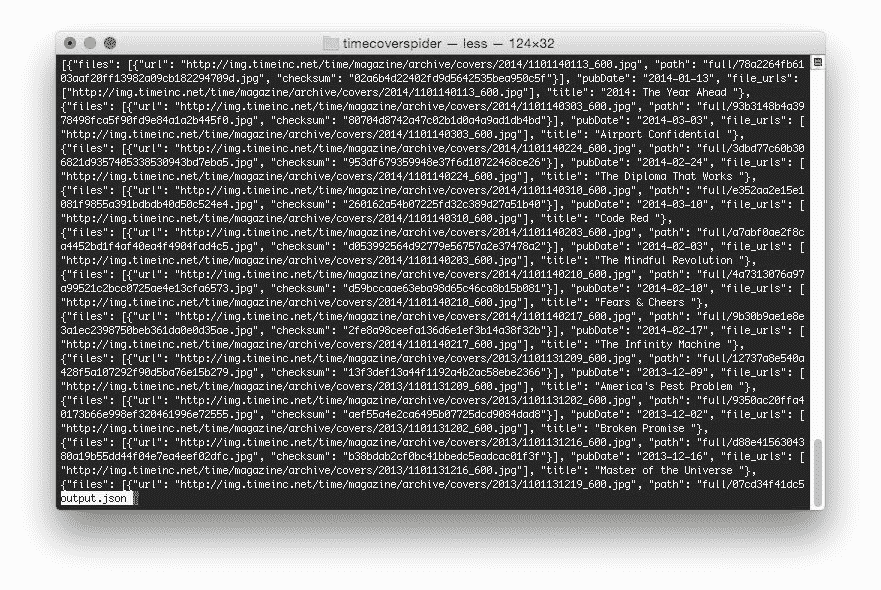 timecoverspider — less — 124×32
[{"files": [{"url": "http://img.timeinc.net/time/magazine/archive/covers/2014/1101140113_600.jpg", "path": "full/78a2264fb61
03aaf20ff13982a09cb182294709d.jpg", "checksum": "02a6b4d22402fd9d5642535bea950c5f"}], "pubDate": "2014-01-13", "file_urls":
["http://img.timeinc.net/time/magazine/archive/covers/2014/1101140113_600.jpg"], "title": "2014: The Year Ahead "},
{"files": [{"url": "http://img.timeinc.net/time/magazine/archive/covers/2014/1101140303_600.jpg", "path": "full/93b3148b4a39
78498fca5f90fd9e84a1a2b445f0.jpg", "checksum": "80704d8742a47c02b1d0a4a9ad1db4bd"}], "pubDate": "2014-03-03", "file_urls": [
"http://img.timeinc.net/time/magazine/archive/covers/2014/1101140303_600.jpg"], "title": "Airport Confidential "},
{"files": [{"url": "http://img.timeinc.net/time/magazine/archive/covers/2014/1101140224_600.jpg", "path": "full/3dbd77c60b30
6821d9357405338530943bd7eba5.jpg", "checksum": "953df679359948e37f6d10722468ce26"}], "pubDate": "2014-02-24", "file_urls": [
"http://img.timeinc.net/time/magazine/archive/covers/2014/1101140224_600.jpg"], "title": "The Diploma That Works "},
{"files": [{"url": "http://img.timeinc.net/time/magazine/archive/covers/2014/1101140310_600.jpg", "path": "full/e352aa2e15e1
081f9855a391bdbdb40d50c524e4.jpg", "checksum": "260162a54b07225fd32c389d27a51b40"}], "pubDate": "2014-03-10", "file_urls": [
"http://img.timeinc.net/time/magazine/archive/covers/2014/1101140310_600.jpg"], "title": "Code Red "},
{"files": [{"url": "http://img.timeinc.net/time/magazine/archive/covers/2014/1101140203_600.jpg", "path": "full/a7abf0ae2f8c
a4452bd1f4af40ea4f4904fad4c5.jpg", "checksum": "d053992564d92779e56757a2e37478a2"}], "pubDate": "2014-02-03", "file_urls": [
"http://img.timeinc.net/time/magazine/archive/covers/2014/1101140203_600.jpg"], "title": "The Mindful Revolution "},
{"files": [{"url": "http://img.timeinc.net/time/magazine/archive/covers/2014/1101140210_600.jpg", "path": "full/4a7313076a97
a99521c2bcc0725ae4e13cfa6573.jpg", "checksum": "d59bccaae63eba98d65c46ca8b15b081"}], "pubDate": "2014-02-10", "file_urls": [
"http://img.timeinc.net/time/magazine/archive/covers/2014/1101140210_600.jpg"], "title": "Fears & Cheers "},
{"files": [{"url": "http://img.timeinc.net/time/magazine/archive/covers/2014/1101140217_600.jpg", "path": "full/9b30b9ae1e8e
3a1ec2398750beb361da0e0d35ae.jpg", "checksum": "2fe8a98ceefa136d6e1ef3b14a38f32b"}], "pubDate": "2014-02-17", "file_urls": [
"http://img.timeinc.net/time/magazine/archive/covers/2014/1101140217_600.jpg"], "title": "The Infinity Machine "},
{"files": [{"url": "http://img.timeinc.net/time/magazine/archive/covers/2013/1101131209_600.jpg", "path": "full/12737a8e540a
428f5a107292f90d5ba76e15b279.jpg", "checksum": "13f3def13a44f1192a4b2ac58ebe2366"}], "pubDate": "2013-12-09", "file_urls": [
"http://img.timeinc.net/time/magazine/archive/covers/2013/1101131209_600.jpg"], "title": "America's Pest Problem "},
{"files": [{"url": "http://img.timeinc.net/time/magazine/archive/covers/2013/1101131202_600.jpg", "path": "full/9350ac20ffa4
0173b66e998ef320461996e72555.jpg", "checksum": "aef55a4e2ca6495b07725dcd9084dad8"}], "pubDate": "2013-12-02", "file_urls": [
"http://img.timeinc.net/time/magazine/archive/covers/2013/1101131202_600.jpg"], "title": "Broken Promise "},
{"files": [{"url": "http://img.timeinc.net/time/magazine/archive/covers/2013/1101131216_600.jpg", "path": "full/d88e4156304
380a19b55dd44f04e7ea4eef02dfc.jpg", "checksum": "b38bdab2cf0bc41bbedc5eadcac01f3f"}], "pubDate": "2013-12-16", "file_urls": [
"http://img.timeinc.net/time/magazine/archive/covers/2013/1101131216_600.jpg"], "title": "Master of the Universe "},
{"files": [{"url": "http://img.timeinc.net/time/magazine/archive/covers/2013/1101131219_600.jpg", "path": "full/07cd34f41dc5
output.json